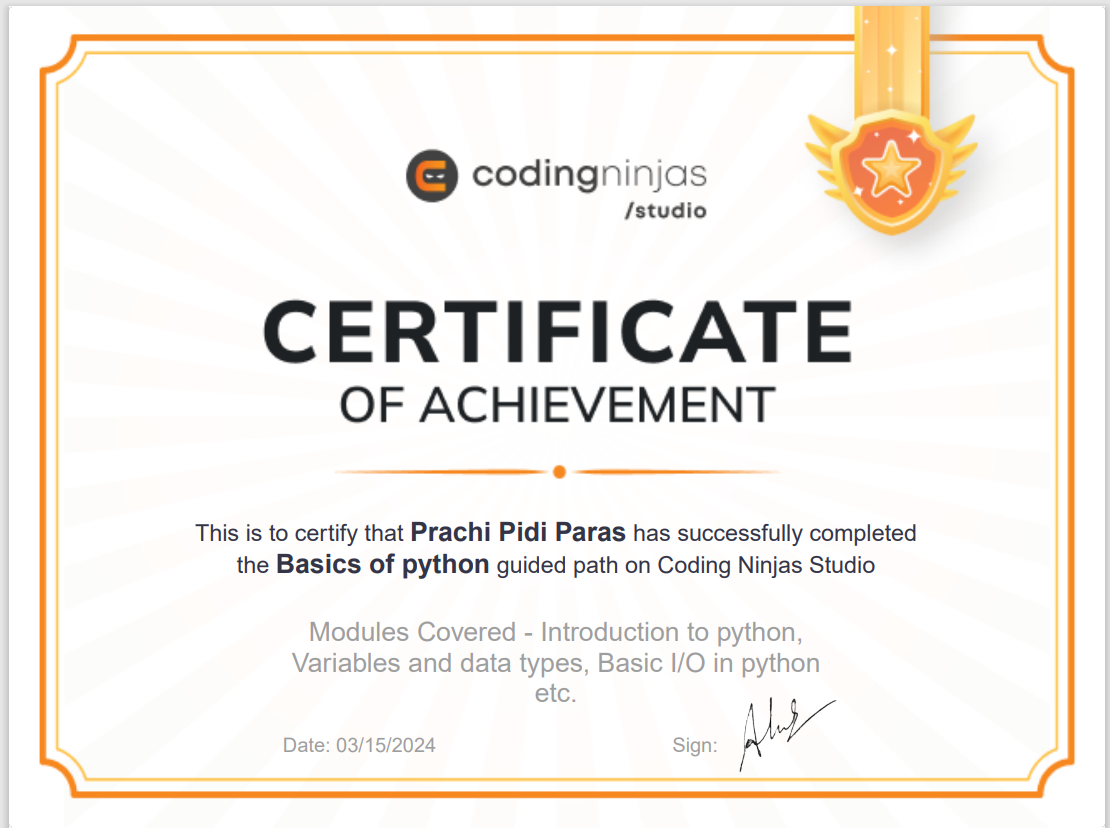 codingninjas
/studio
CERTIFICATE
OF ACHIEVEMENT
This is to certify that Prachi Pidi Paras has successfully completed
the Basics of python guided path on Coding Ninjas Studio
Modules Covered - Introduction to python,
Variables and data types, Basic I/O in python
etc.
Date: 03/15/2024
Sign: